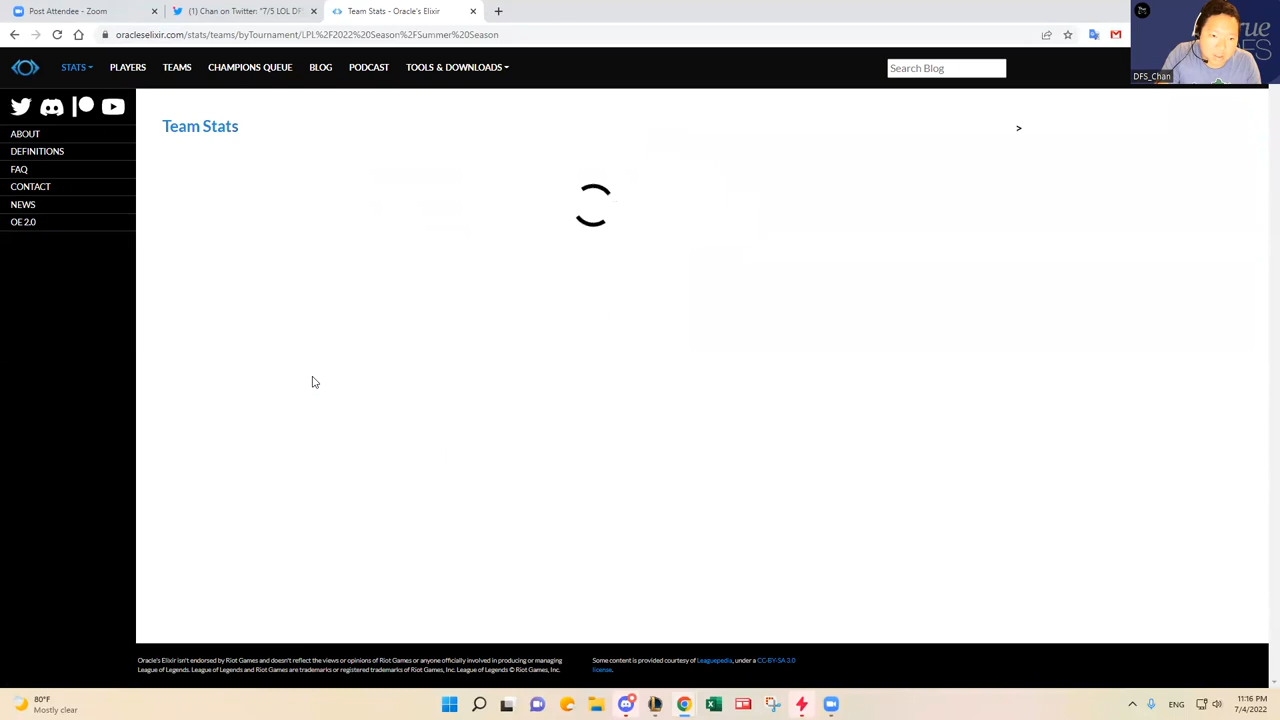 Post Attendee - Zoom
(1) Chan on Twitter: "7/5 LOL DF
Team Stats - Oracle's Elixir
oracleselixir.com/stats/teams/byTournament/LPL%2F2022%20Season%2FSummer%20Season
STATS
PLAYERS
TEAMS
CHAMPIONS QUEUE
BLOG
PODCAST
TOOLS & DOWNLOADS
Search Blog
DFS_Chan
ABOUT
DEFINITIONS
FAQ
CONTACT
NEWS
OE 2.0
Team Stats
>
Oracle's Elixir isn't endorsed by Riot Games and doesn't reflect the views or opinions of Riot Games or anyone officially involved in producing or managing
League of Legends. League of Legends and Riot Games are trademarks or registered trademarks of Riot Games, Inc. League of Legends © Riot Games, Inc.
Some content is provided courtesy of Leaguepedia, under a CC-BY-SA 3.0
license.
80°F
Mostly clear
ENG
11:16 PM
7/4/2022